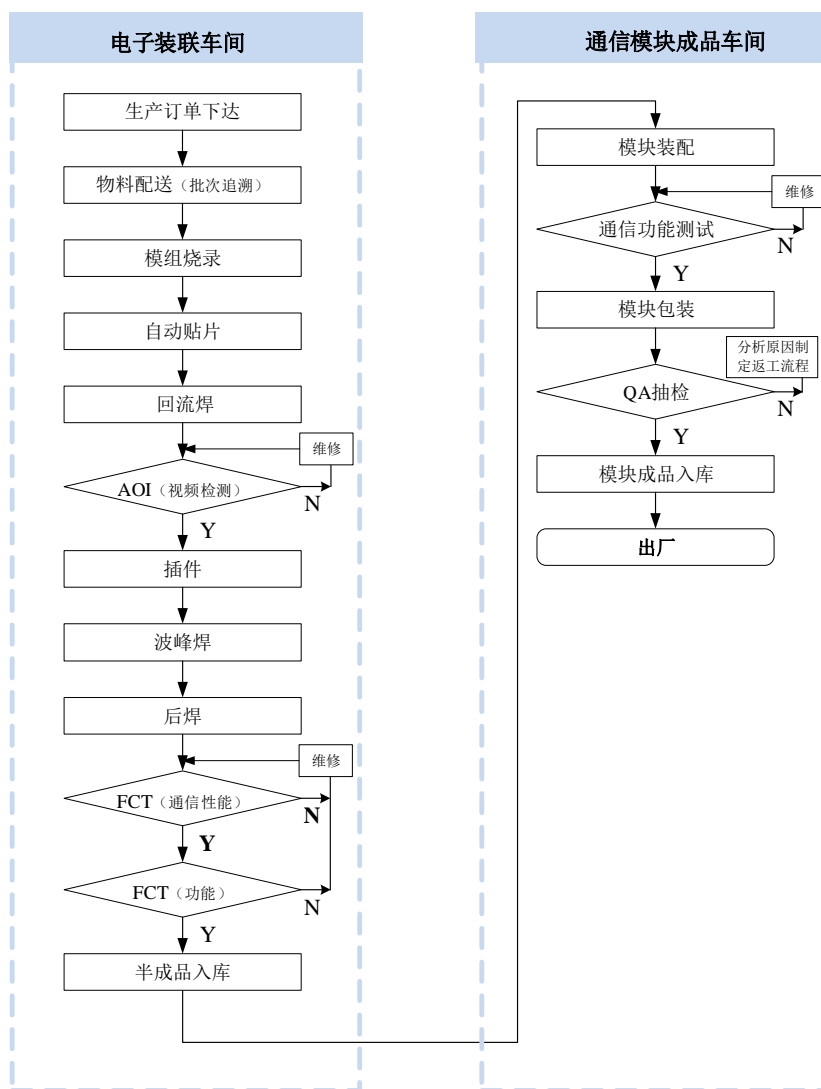 电子装联车间
生产订单下达
物料配送（批次追溯）
模组烧录
自动贴片
回流焊
维修
AOI（视频检测）
N
Y
插件
波峰焊
后焊
维修
FCT（通信性能）
N
Y
FCT（功能）
N
Y
半成品入库
通信模块成品车间
模块装配
维修
通信功能测试
N
Y
模块包装
分析原因制
定返工流程
QA抽检
N
Y
模块成品入库
出厂